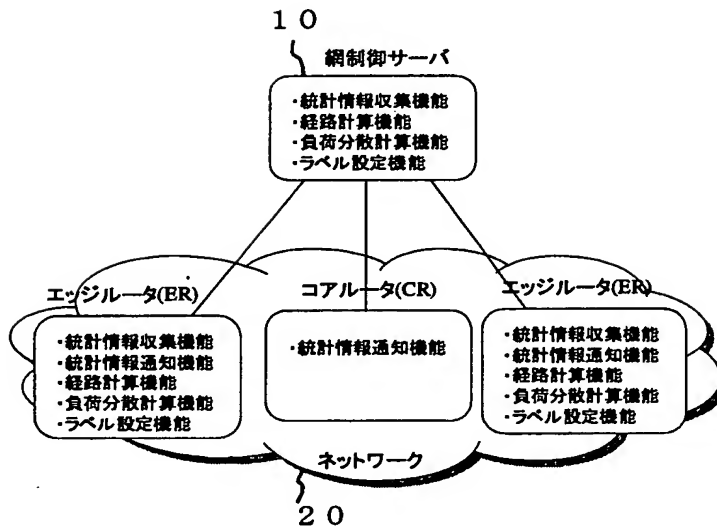 10
網制御サーバ
・統計情報収集機能
・経路計算機能
・負荷分散計算機能
・ラベル設定機能
エッジルータ(ER)
・統計情報収集機能
・統計情報通知機能
・経路計算機能
・負荷分散計算機能
・ラベル設定機能
コアルータ(CR)
・統計情報通知機能
エッジルータ(ER)
・統計情報収集機能
・統計情報通知機能
・経路計算機能
・負荷分散計算機能
・ラベル設定機能
ネットワーク
20